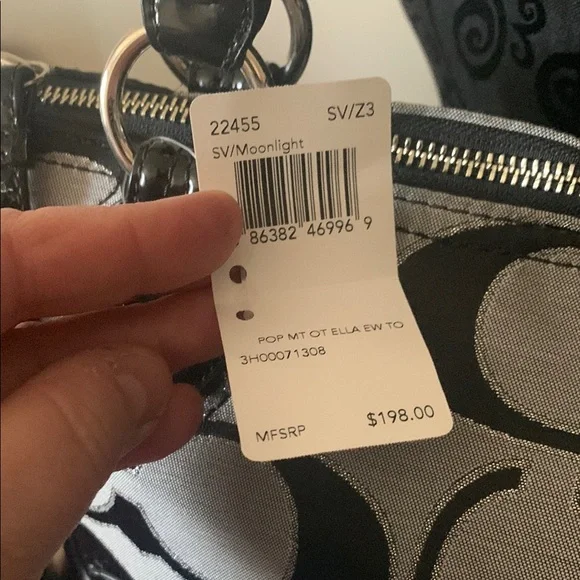 22455 SV/Z3
SV/Moonlight
86382 46996 9
POP MT OT ELLA EW TO
3H00071308
MFSRP $198.00